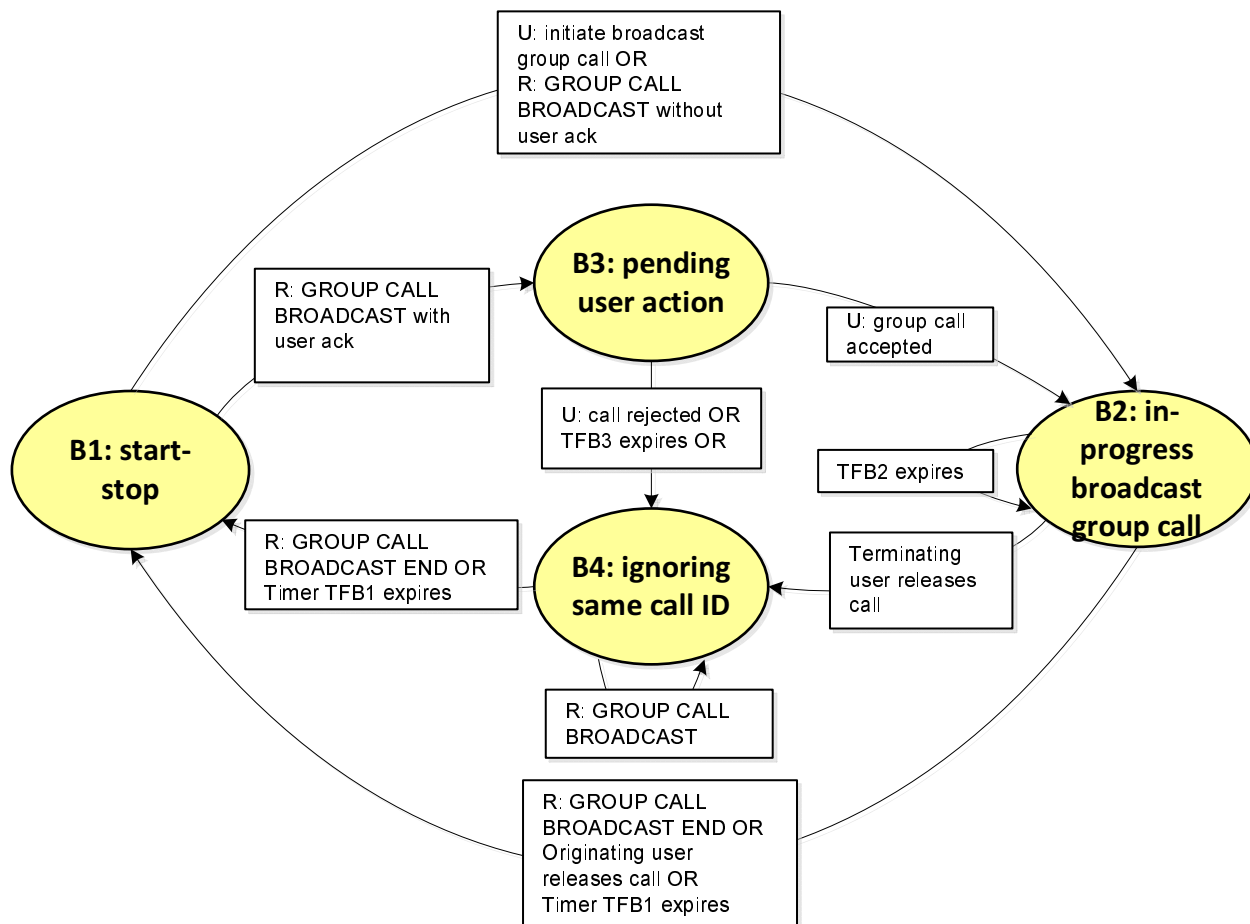 U: initiate broadcast
group call OR
R: GROUP CALL
BROADCAST without
user ack
B3: pending
user action
R: GROUP CALL
BROADCAST with
user ack
U: group call
accepted
B1: start-
stop
U: call rejected OR
TFB3 expires OR
B2: in-
progress
broadcast
group call
TFB2 expires
R: GROUP CALL
BROADCAST END OR
Timer TFB1 expires
B4: ignoring
same call ID
Terminating
user releases
call
R: GROUP CALL
BROADCAST
R: GROUP CALL
BROADCAST END OR
Originating user
releases call OR
Timer TFB1 expires